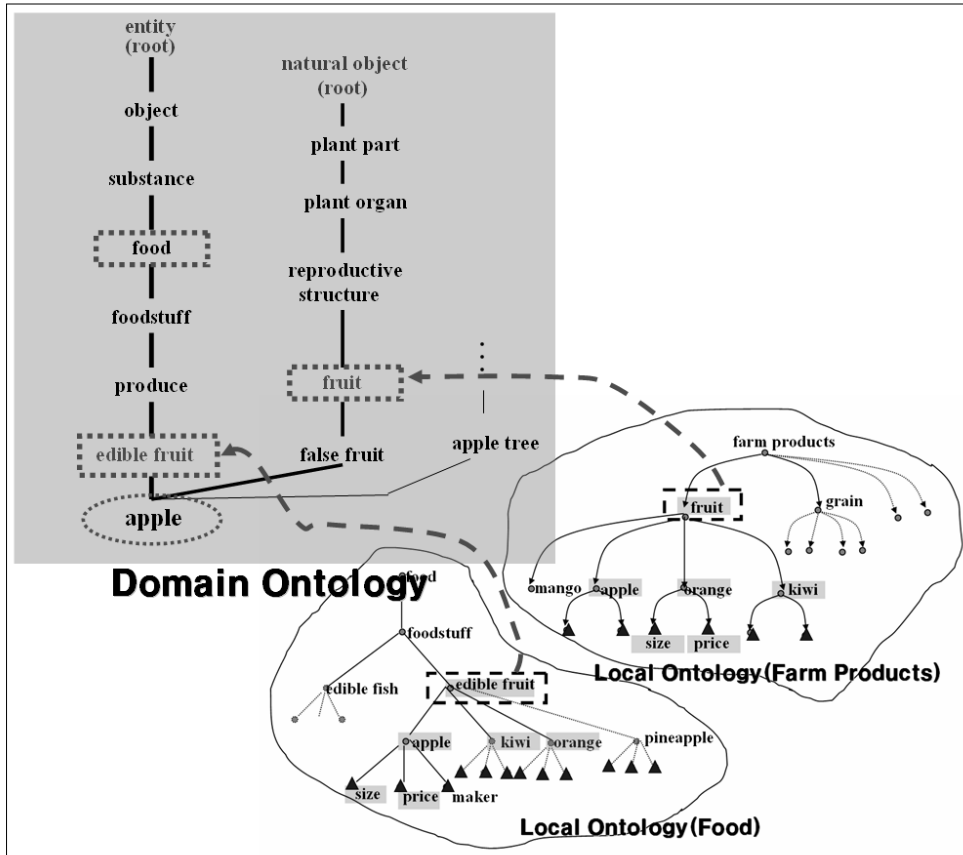 entity
(root)
object
substance
food
foodstuff
produce
edible fruit
apple
natural object
(root)
plant part
plant organ
reproductive
structure
fruit
false fruit
apple tree
Domain Ontology
farm products
fruit
grain
mango
apple
orange
kiwi
size
price
Local Ontology(Farm Products)
food
foodstuff
edible fish
edible fruit
apple
kiwi
orange
pineapple
size
price
maker
Local Ontology(Food)